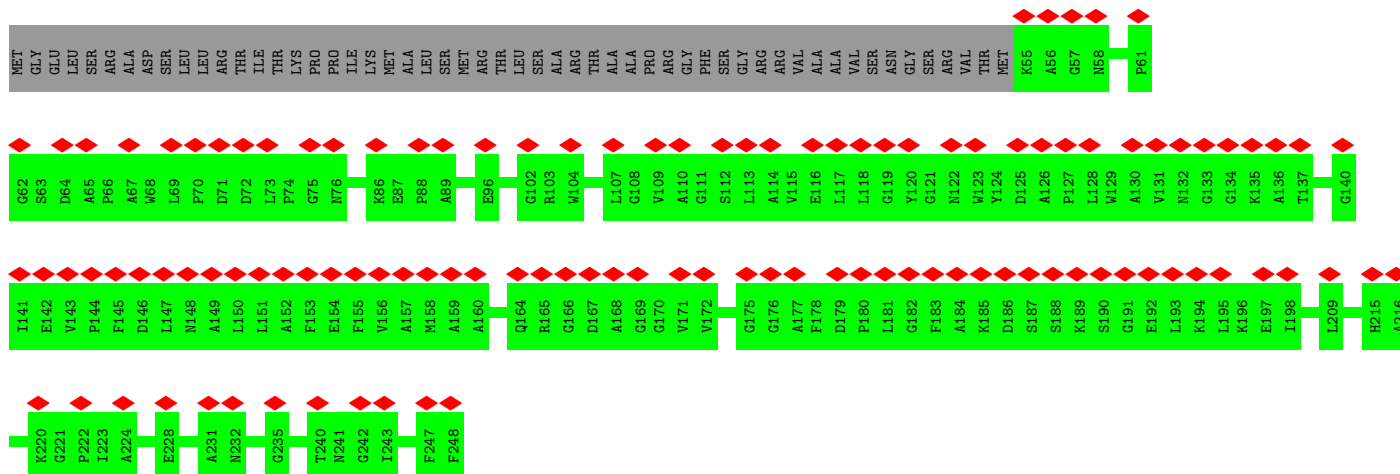 MET GLY GLU LEU SER ARG ALA ASP SER LEU LEU ARG THR ILE THR LYS PRO PRO ILE LYS MET ALA LEU SER MET ARG THR LEU SER ALA ARG THR ALA ALA PRO ARG GLY PHE SER GLY ARG ARG VAL ALA ALA VAL SER ASN GLY SER ARG VAL THR MET K55 A56 G57 N58 P61
G62 S63 D64 A65 P66 A67 W68 L69 P70 D71 D72 L73 P74 G75 N76 K86 E87 P88 A89 E96 G102 R103 W104 L107 G108 V109 A110 G111 S112 L113 A114 V115 E116 L117 L118 G119 Y120 G121 N122 W123 Y124 D125 A126 P127 L128 W129 A130 V131 N132 G133 G134 K135 A136 T137 G140
I141 E142 V143 P144 F145 D146 L147 N148 A149 L150 L151 A152 F153 E154 F155 V156 A157 M158 A159 A160 Q164 R165 G166 D167 A168 G169 G170 V171 V172 G175 G176 A177 F178 D179 P180 L181 G182 F183 A184 K185 D186 S187 S188 K189 S190 G191 E192 L193 K194 L195 K196 E197 I198 L209 H215 A216
K220 G221 P222 I223 A224 E228 A231 N232 G235 T240 N241 G242 I243 F247 F248